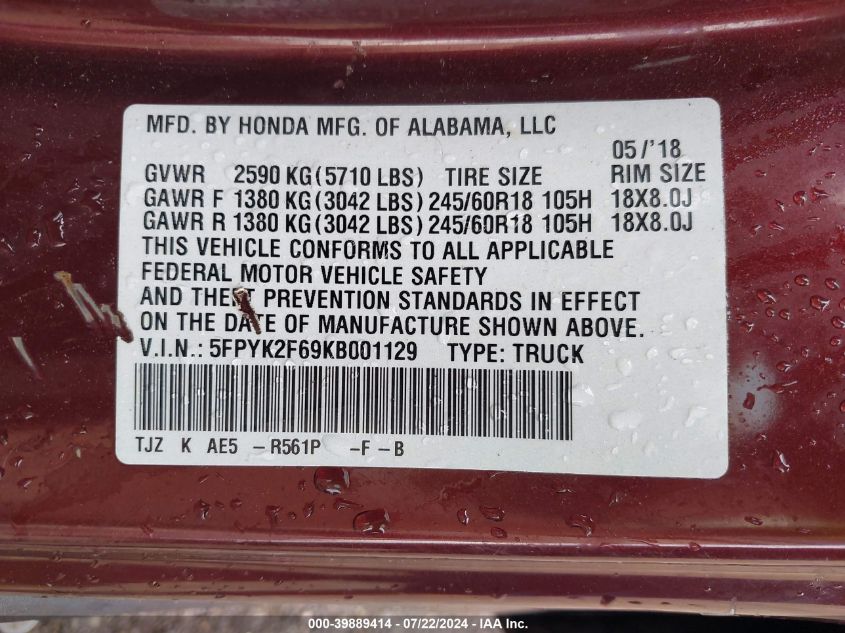 MFD. BY HONDA MFG. OF ALABAMA, LLC
05/'18
GVWR 2590 KG (5710 LBS) TIRE SIZE RIM SIZE
GAWR F 1380 KG (3042 LBS) 245/60R18 105H 18X8.0J
GAWR R 1380 KG (3042 LBS) 245/60R18 105H 18X8.0J
THIS VEHICLE CONFORMS TO ALL APPLICABLE
FEDERAL MOTOR VEHICLE SAFETY
AND THEFT PREVENTION STANDARDS IN EFFECT
ON THE DATE OF MANUFACTURE SHOWN ABOVE.
V.I.N.: 5FPYK2F69KB001129 TYPE: TRUCK
TJZ K AE5 -R561P -F-B
000-39889414 - 07/22/2024 - WWW.IAAI.COM